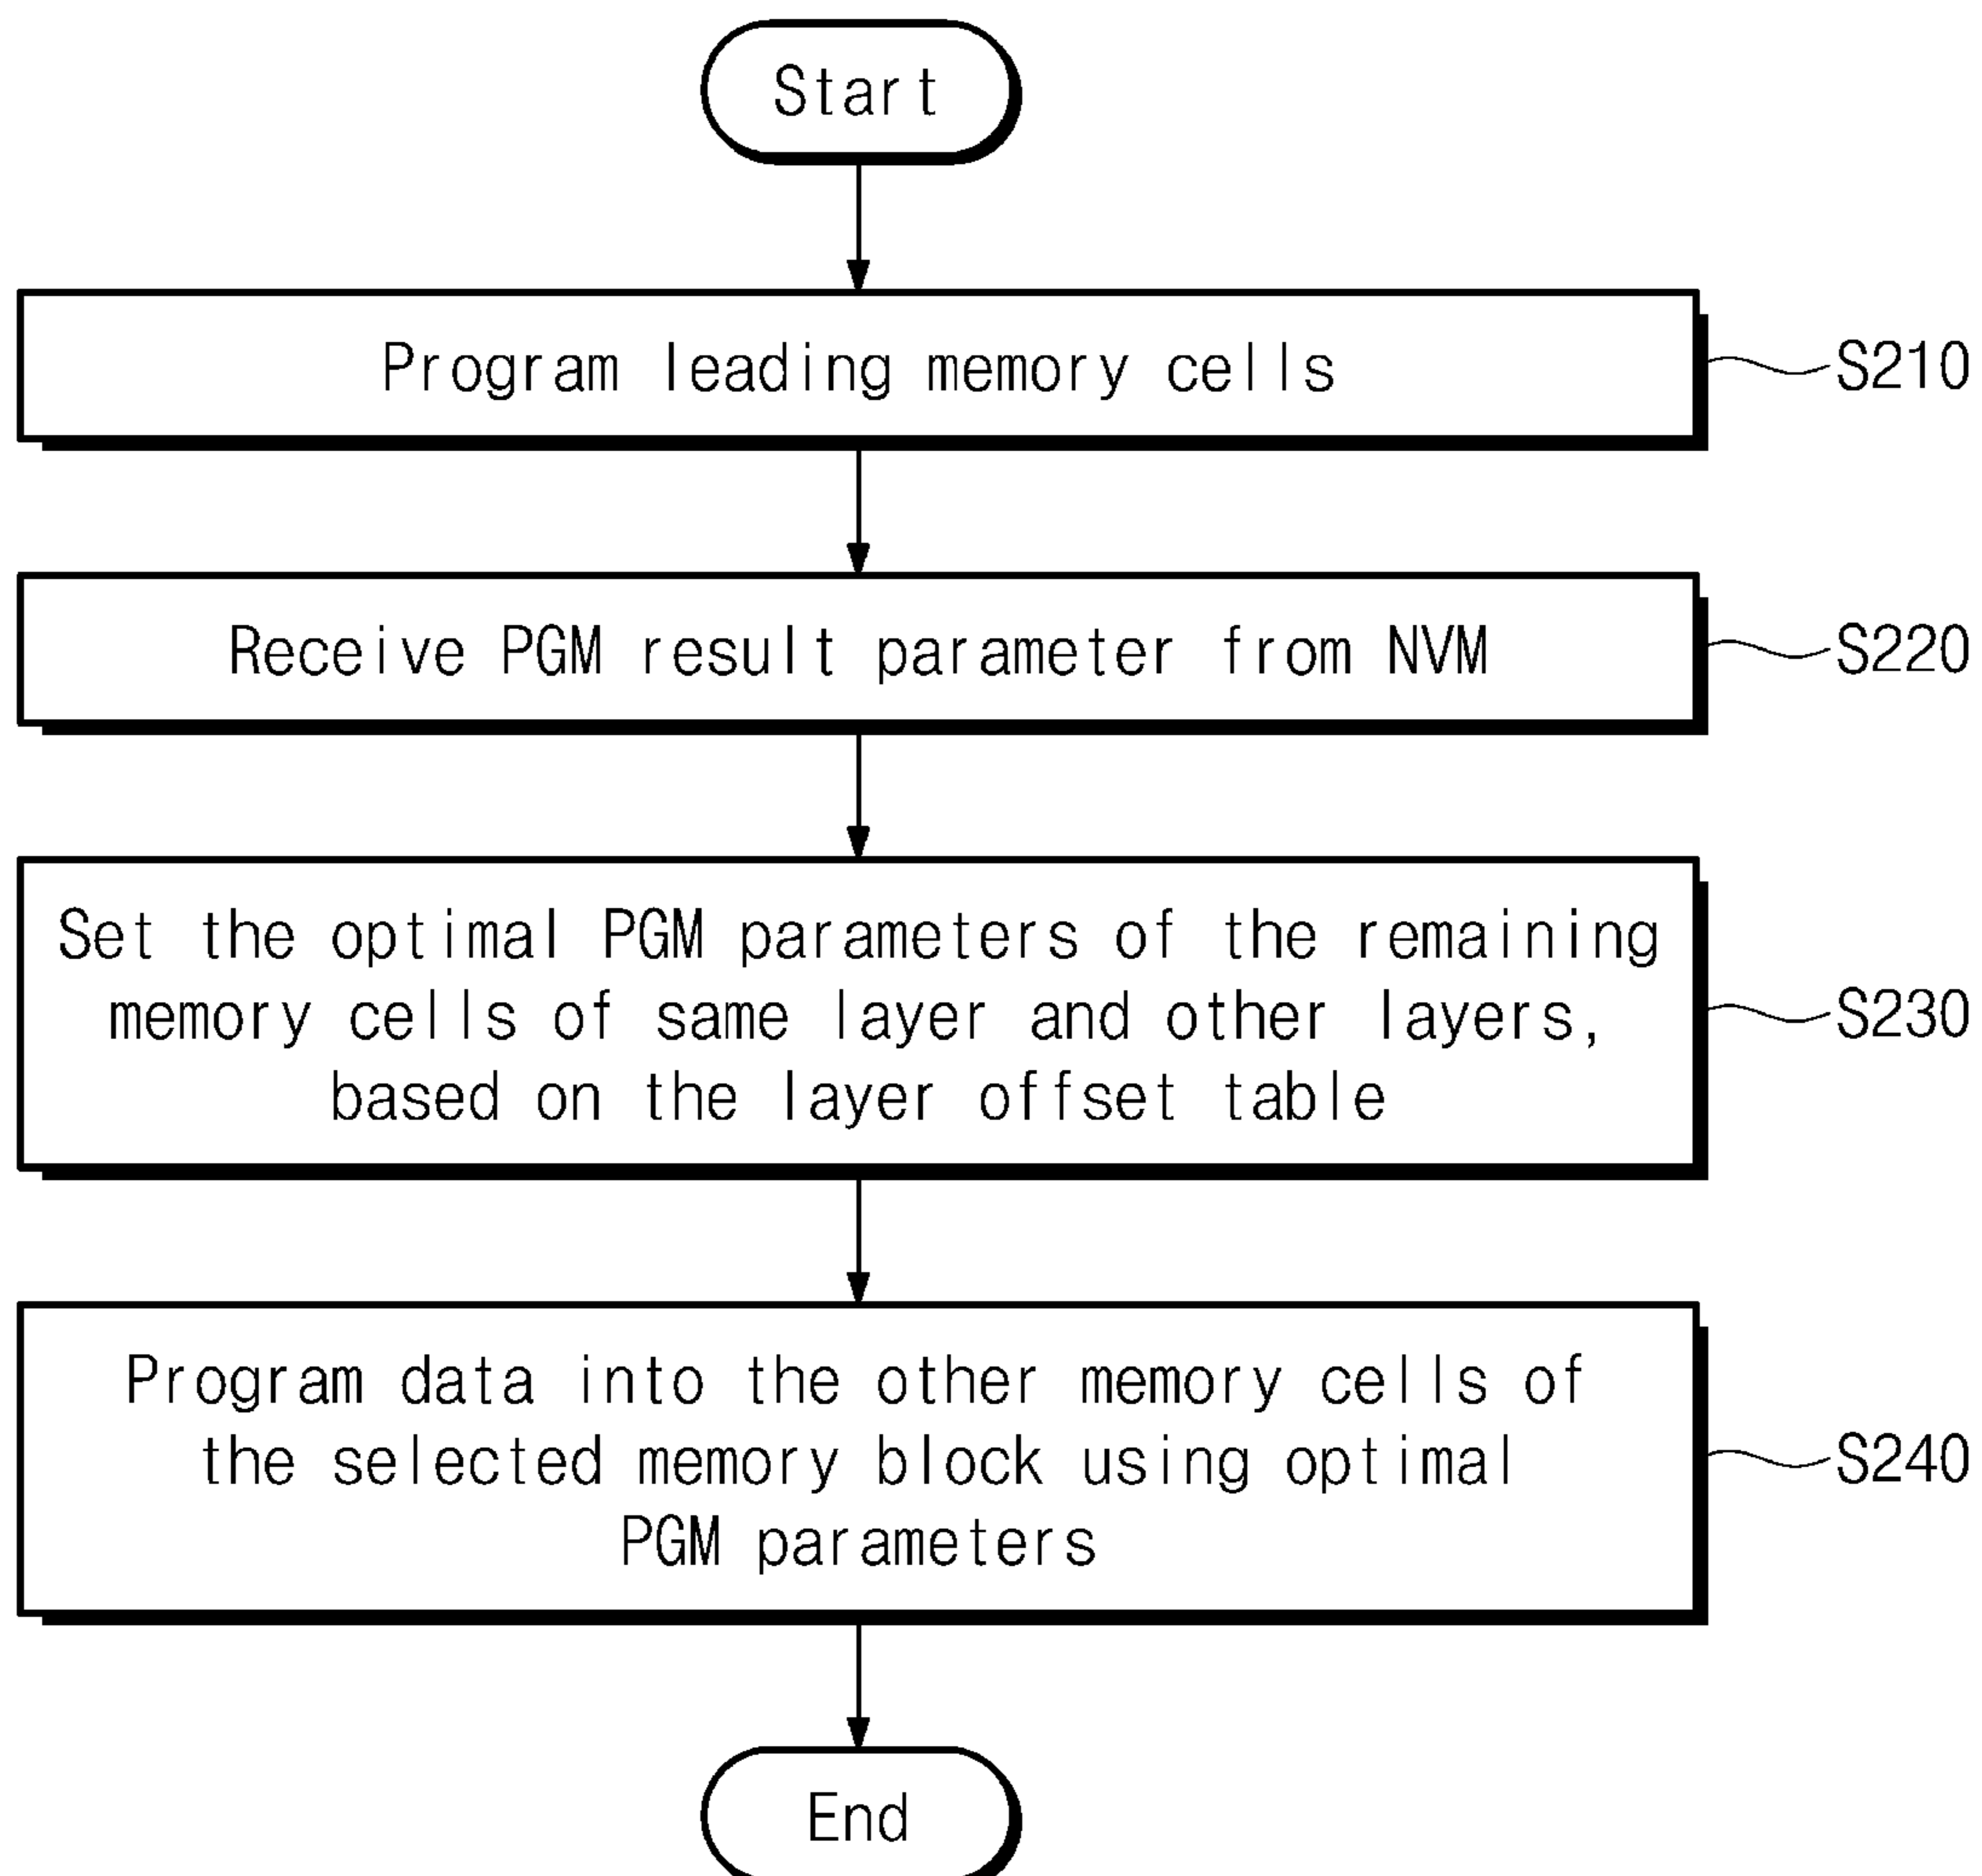 Start
Program leading memory cells
S210
Receive PGM result parameter from NVM
S220
Set the optimal PGM parameters of the remaining
memory cells of same layer and other layers,
based on the layer offset table
S230
Program data into the other memory cells of
the selected memory block using optimal
PGM parameters
S240
End